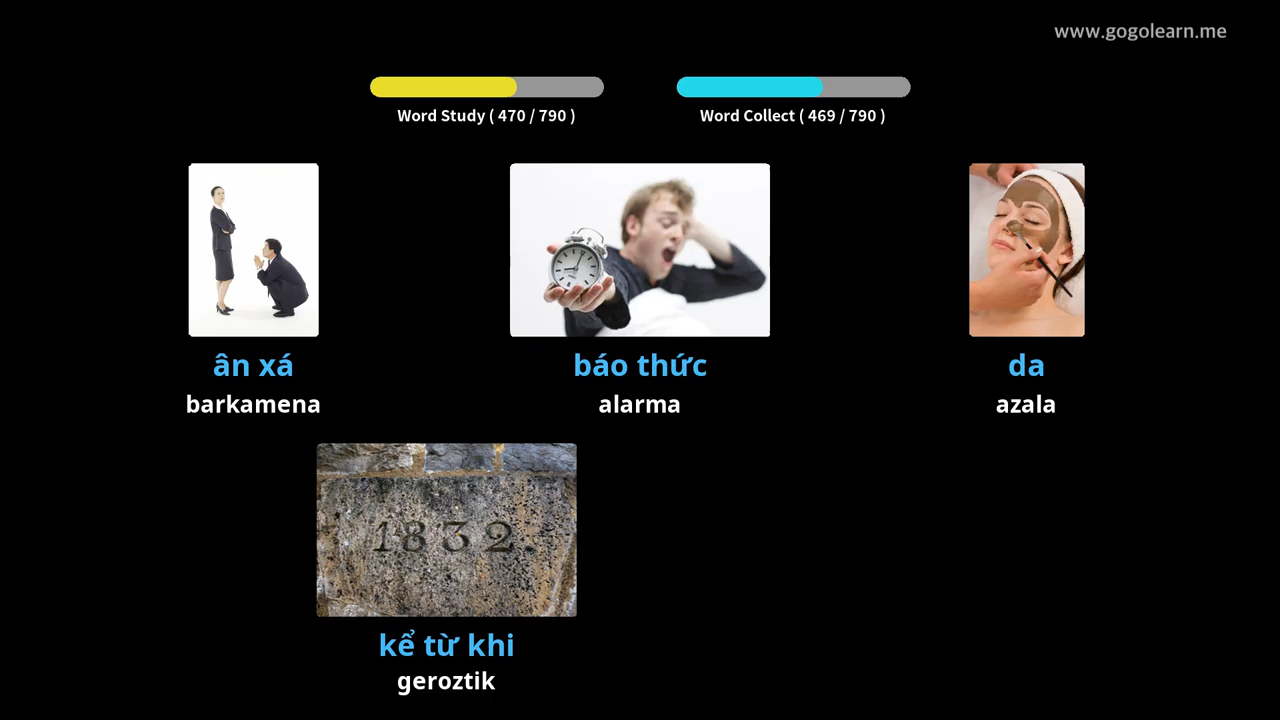 www.gogolearn.me
Word Study ( 470 / 790 )
Word Collect ( 469 / 790 )
ân xá
barkamena
báo thức
alarma
da
azala
1832
kể từ khi
geroztik